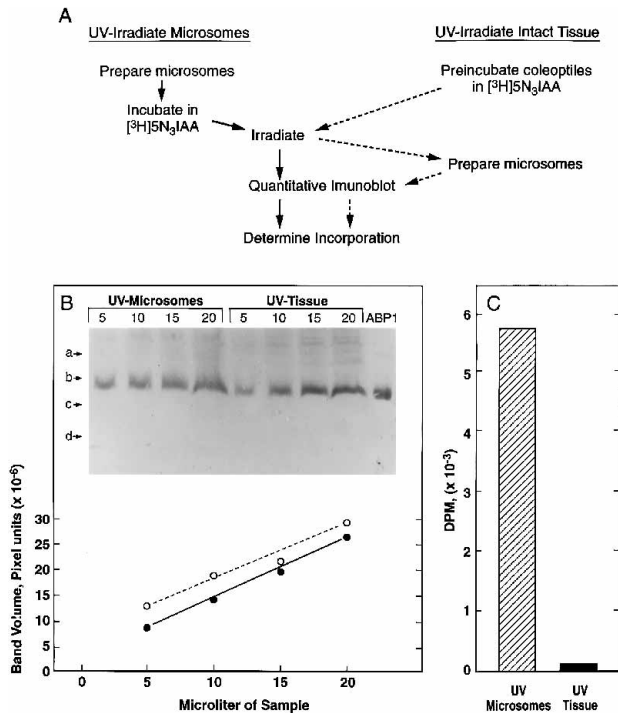 A
UV-Irradiate Microsomes
UV-Irradiate Intact Tissue
Prepare microsomes
Preincubate coleoptiles
in [³H]5N₃IAA
Incubate in
[³H]5N₃IAA
Irradiate
Prepare microsomes
Quantitative Imunoblot
Determine Incorporation
B
UV-Microsomes UV-Tissue
5 10 15 20 5 10 15 20 ABP1
a
b
c
d
Band Volume, Pixel units (x 10⁻⁶)
30
25
20
15
10
5
0
0 5 10 15 20
Microliter of Sample
C
DPM, (x 10⁻³)
6
5
4
3
2
1
0
UV
Microsomes
UV
Tissue